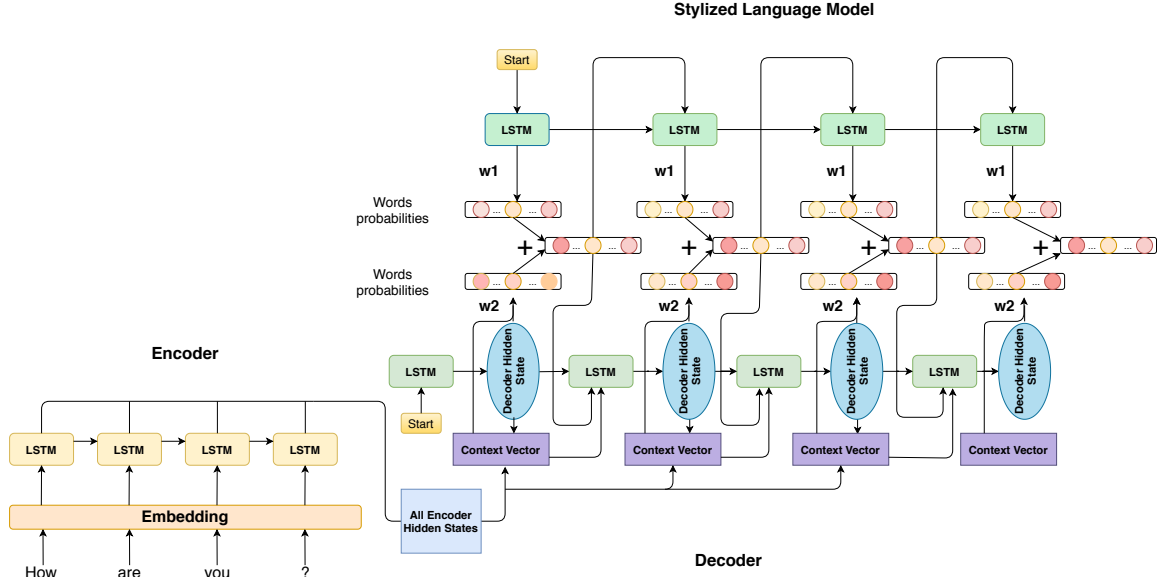 Stylized Language Model
Start
LSTM
LSTM
LSTM
LSTM
w1
w1
w1
w1
Words
probabilities
... ...
... ...
... ...
... ...
+
... ...
+
... ...
+
... ...
+
... ...
Words
probabilities
... ...
... ...
... ...
... ...
w2
w2
w2
w2
Encoder
LSTM
Decoder Hidden
State
LSTM
Decoder Hidden
State
LSTM
Decoder Hidden
State
LSTM
Decoder Hidden
State
Start
LSTM
LSTM
LSTM
LSTM
Context Vector
Context Vector
Context Vector
Context Vector
Embedding
All Encoder
Hidden States
How
are
you
?
Decoder